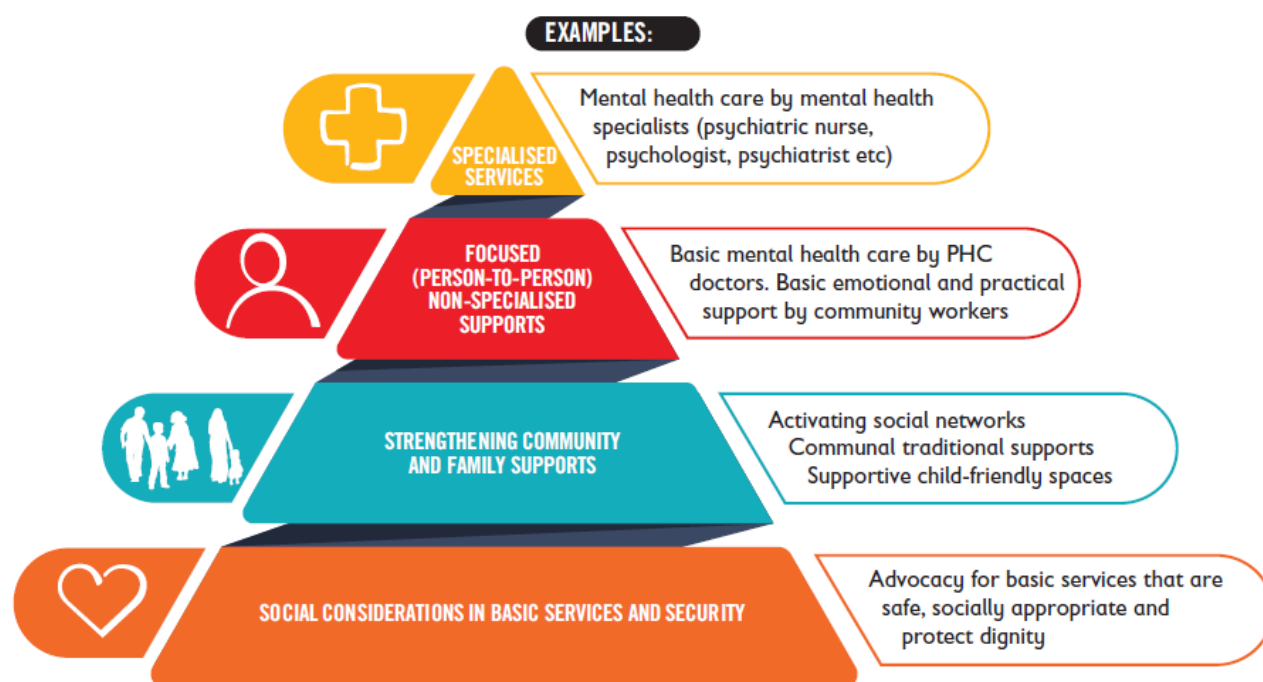 EXAMPLES:
SPECIALISED
SERVICES
Mental health care by mental health
specialists (psychiatric nurse,
psychologist, psychiatrist etc)
FOCUSED
(PERSON-TO-PERSON)
NON-SPECIALISED
SUPPORTS
Basic mental health care by PHC
doctors. Basic emotional and practical
support by community workers
STRENGTHENING COMMUNITY
AND FAMILY SUPPORTS
Activating social networks
Communal traditional supports
Supportive child-friendly spaces
SOCIAL CONSIDERATIONS IN BASIC SERVICES AND SECURITY
Advocacy for basic services that are
safe, socially appropriate and
protect dignity